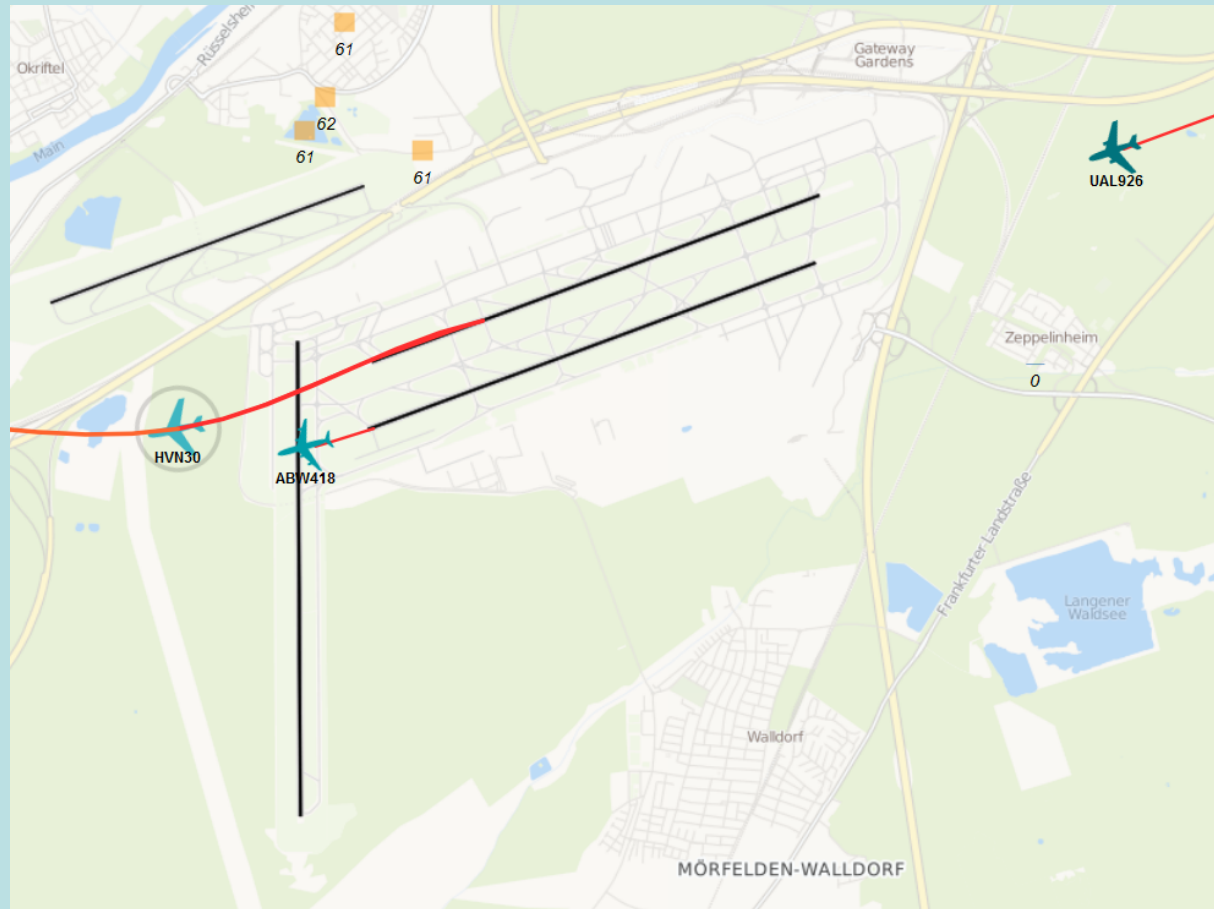 Rüsselshei
61
Gateway
Gardens
Okriftel
62
61
61
Main
UAL926
Zeppelinheim
0
HVN30
ABW418
Frankfurter-Landstraße
Langener
Waldsee
Walldorf
MÖRFELDEN-WALLDORF